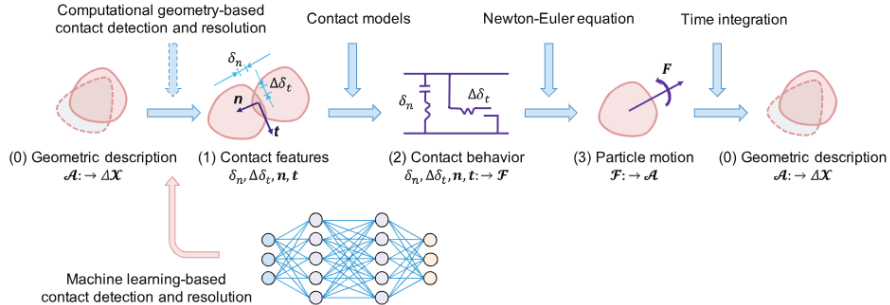 Computational geometry-based
contact detection and resolution
Contact models
Newton-Euler equation
Time integration
δₙ
Δδₜ
n
t
δₙ
Δδₜ
F
(0) Geometric description
𝓐: → Δ𝓧
(1) Contact features
δₙ, Δδₜ, n, t
(2) Contact behavior
δₙ, Δδₜ, n, t: → 𝓕
(3) Particle motion
𝓕: → 𝓐
(0) Geometric description
𝓐: → Δ𝓧
Machine learning-based
contact detection and resolution